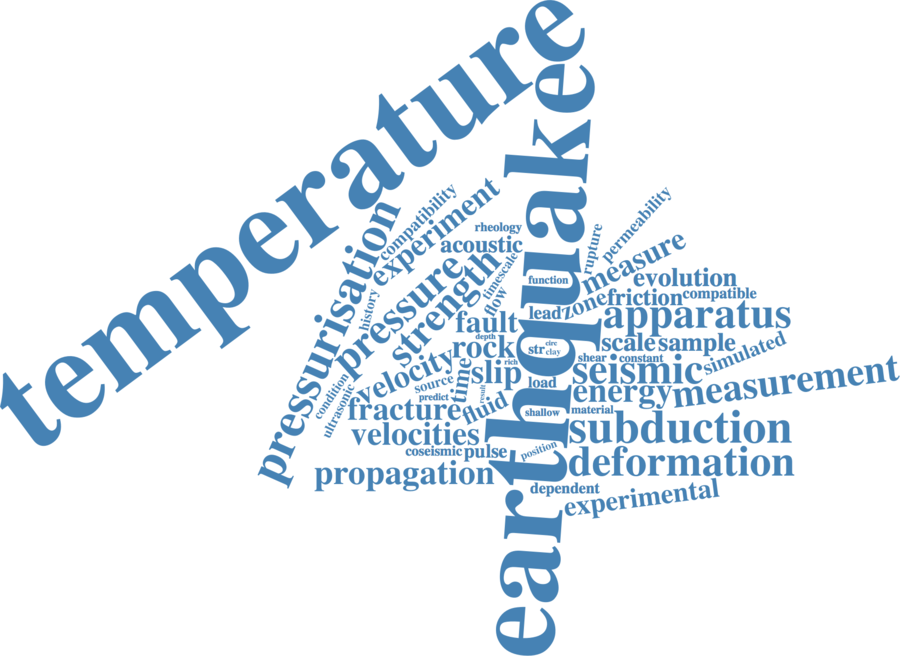 temperature
earthquake
pressurisation
compatibility
experiment
rheology
acoustic
timescale
rupture
permeability
measure
history
pressure
strength
flow
function
evolution
lead
zone
friction
compatible
fault
apparatus
depth
rock
str
circ
clay
scale
sample
shear
constant
simulated
condition
ultrasonic
velocity
source
predict
time
rich
slip
result
load
seismic
energy
measurement
fracture
fluid
shallow
material
velocities
subduction
coseismic
pulse
position
deformation
propagation
dependent
experimental